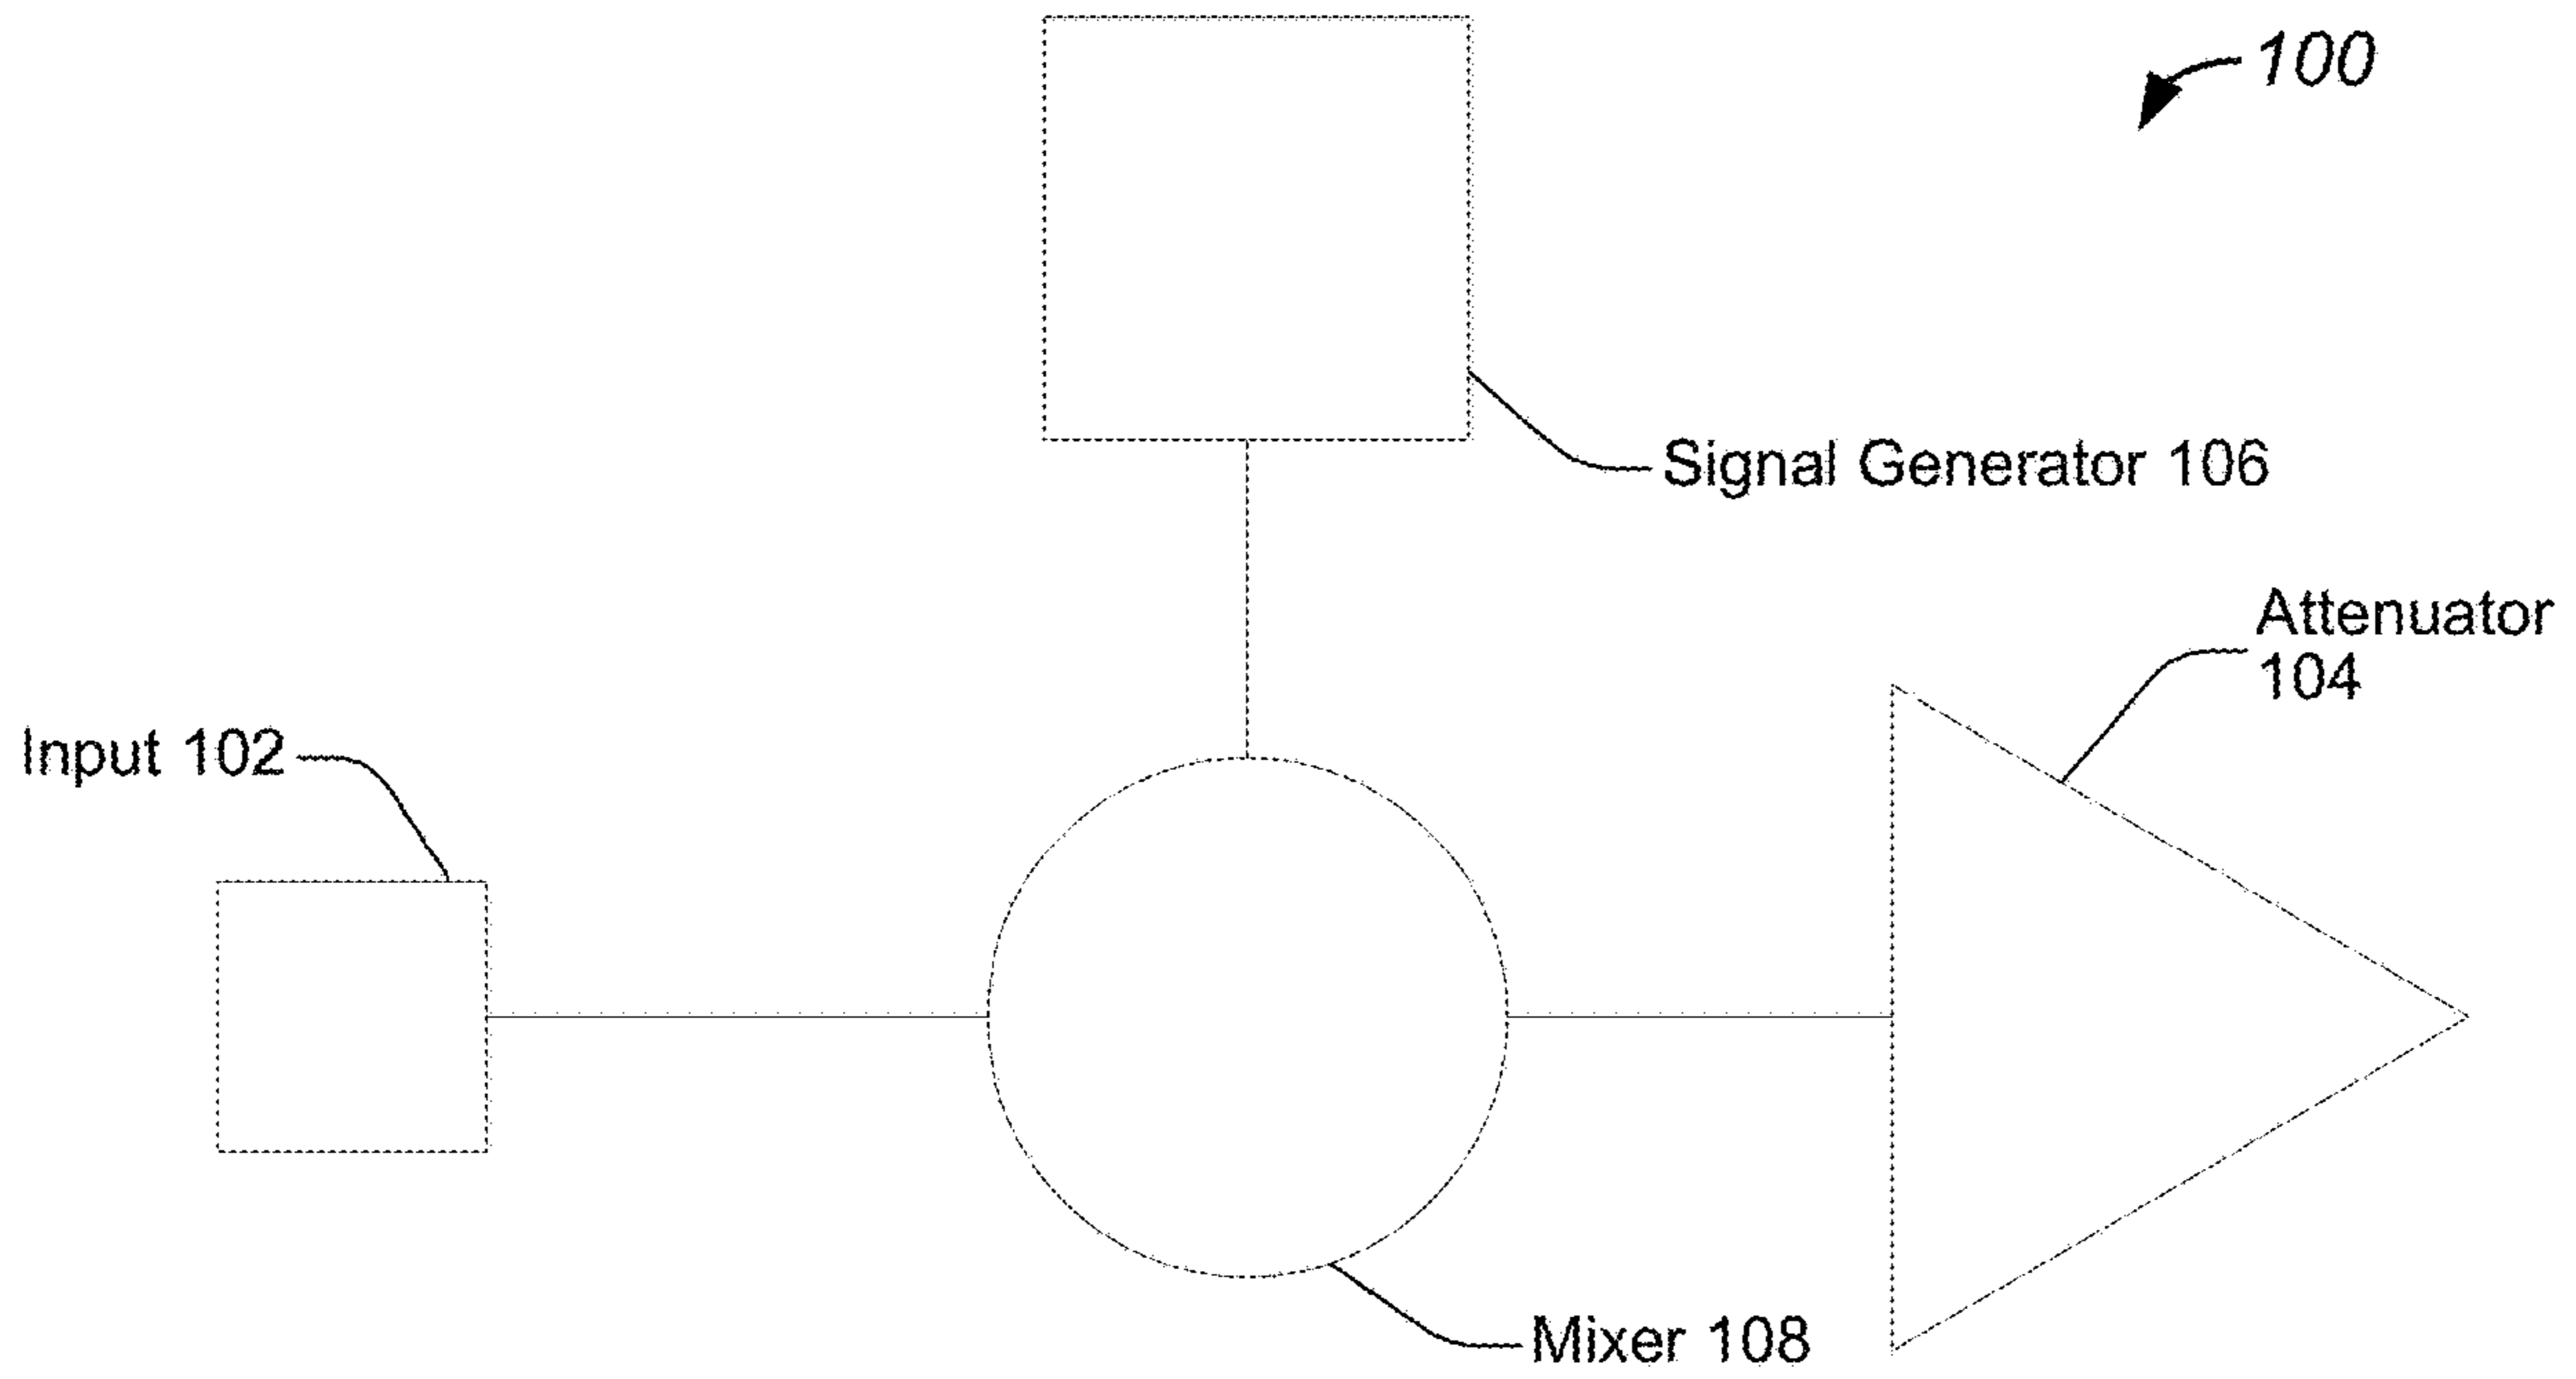 100
Signal Generator 106
Attenuator
104
Input 102
Mixer 108